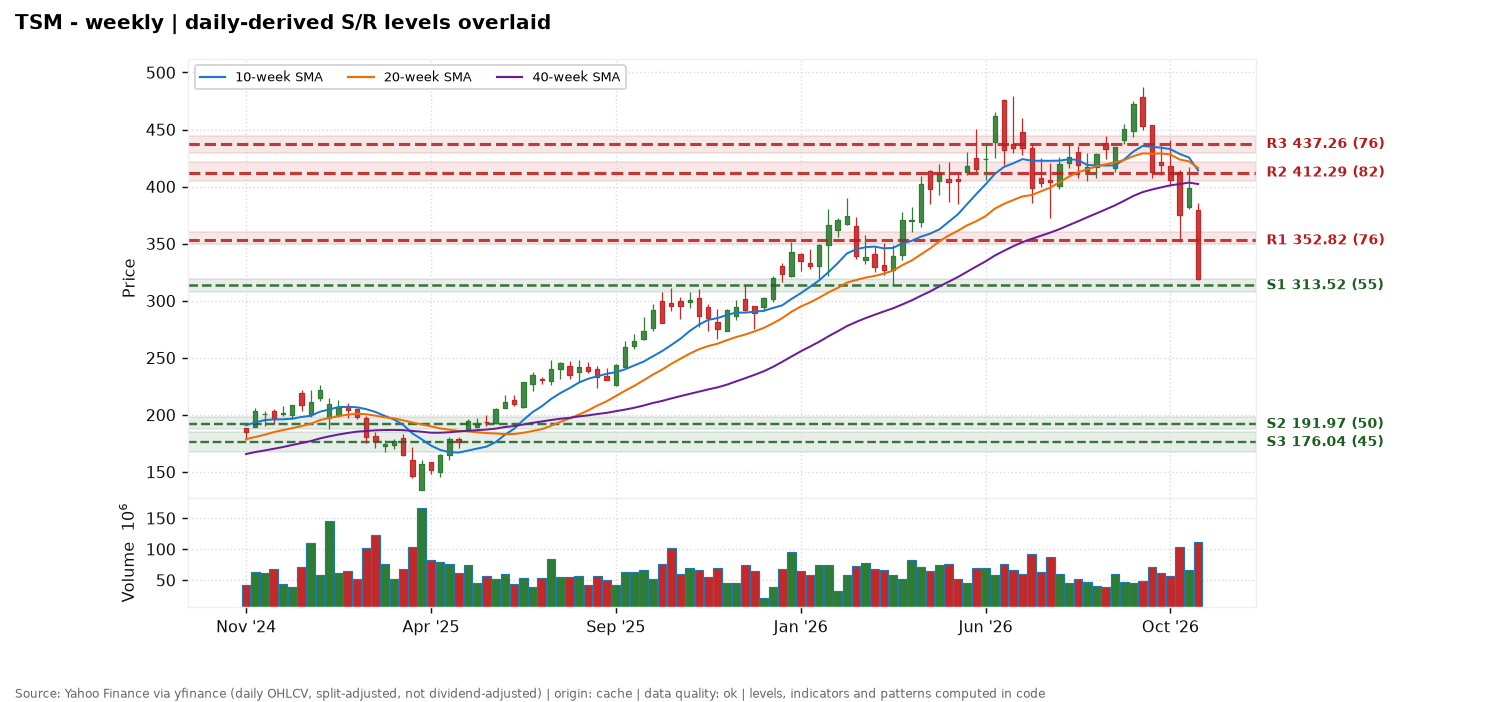 TSM - weekly | daily-derived S/R levels overlaid
10-week SMA 20-week SMA 40-week SMA
500
450
400
350
300
250
200
150
Price
R3 437.26 (76)
R2 412.29 (82)
R1 352.82 (76)
S1 313.52 (55)
S2 191.97 (50)
S3 176.04 (45)
150
100
50
Volume 10⁶
Nov '24 Apr '25 Sep '25 Jan '26 Jun '26 Oct '26
Source: Yahoo Finance via yfinance (daily OHLCV, split-adjusted, not dividend-adjusted) | origin: cache | data quality: ok | levels, indicators and patterns computed in code